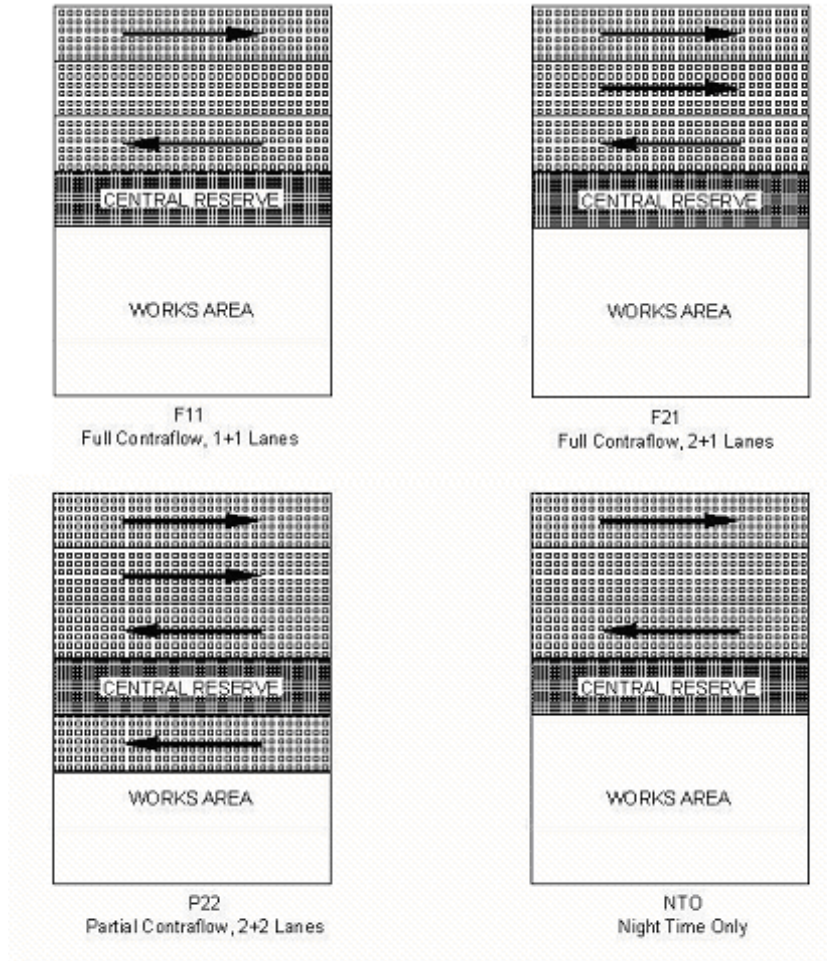 CENTRAL RESERVE
WORKS AREA
F11
Full Contraflow, 1+1 Lanes
CENTRAL RESERVE
WORKS AREA
F21
Full Contraflow, 2+1 Lanes
CENTRAL RESERVE
WORKS AREA
P22
Partial Contraflow, 2+2 Lanes
CENTRAL RESERVE
WORKS AREA
NTO
Night Time Only